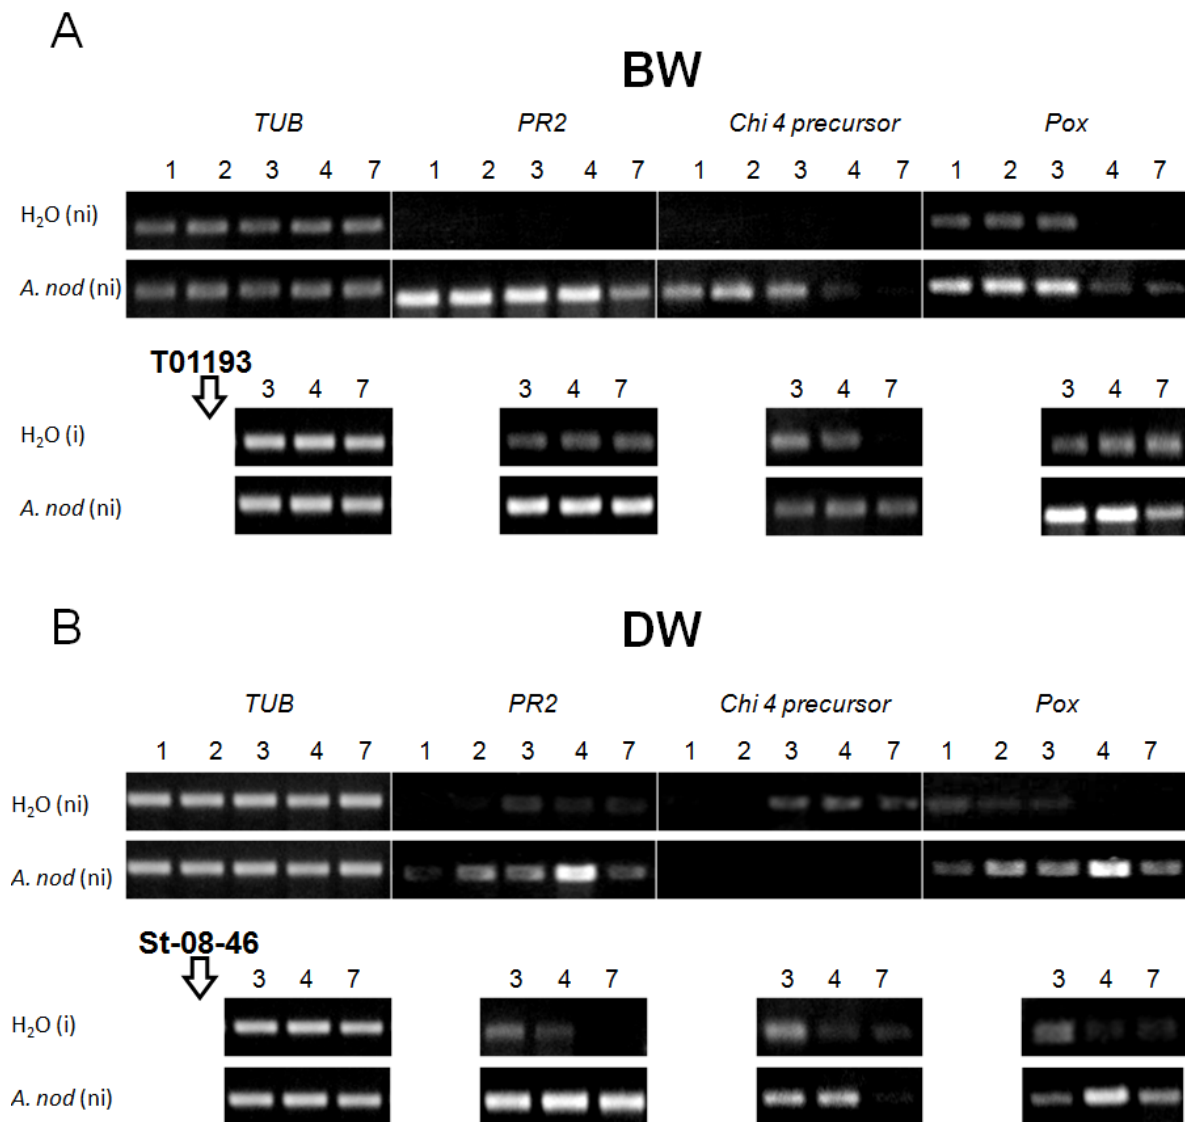 A
BW
TUB PR2 Chi 4 precursor Pox
1 2 3 4 7 1 2 3 4 7 1 2 3 4 7 1 2 3 4 7
H₂O (ni)
A. nod (ni)
T01193
3 4 7 3 4 7 3 4 7 3 4 7
H₂O (i)
A. nod (ni)
B
DW
TUB PR2 Chi 4 precursor Pox
1 2 3 4 7 1 2 3 4 7 1 2 3 4 7 1 2 3 4 7
H₂O (ni)
A. nod (ni)
St-08-46
3 4 7 3 4 7 3 4 7 3 4 7
H₂O (i)
A. nod (ni)